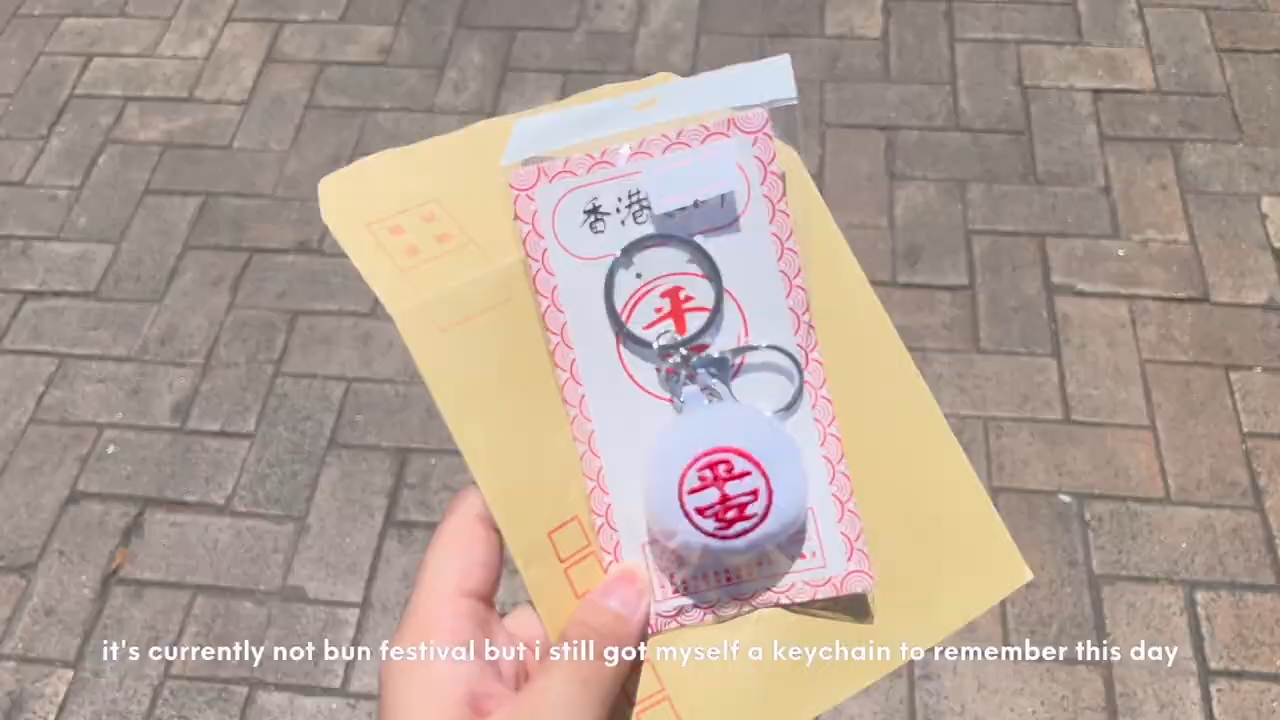 香港
平
平
安
it's currently not bun festival but i still got myself a keychain to remember this day